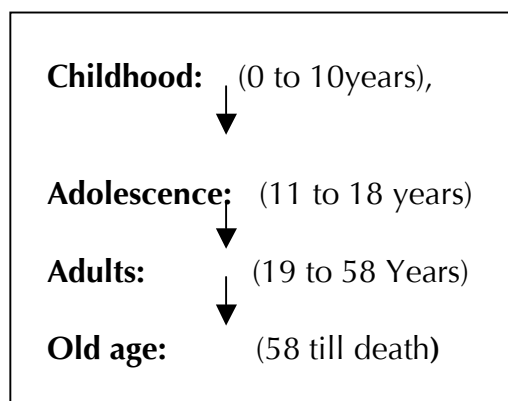 Childhood: (0 to 10years),
Adolescence: (11 to 18 years)
Adults: (19 to 58 Years)
Old age: (58 till death)